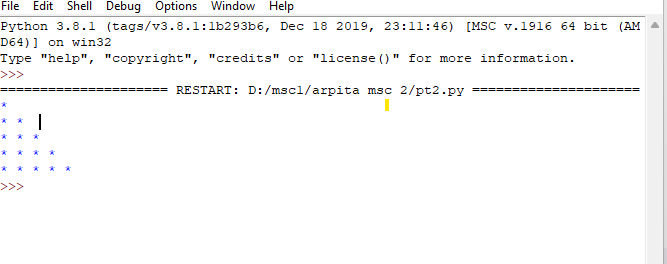 File Edit Shell Debug Options Window Help
Python 3.8.1 (tags/v3.8.1:1b293b6, Dec 18 2019, 23:11:46) [MSC v.1916 64 bit (AM
D64)] on win32
Type "help", "copyright", "credits" or "license()" for more information.
>>>
===================== RESTART: D:/msc1/arpita msc 2/pt2.py =====================
*
* *
* * *
* * * *
* * * * *
>>>